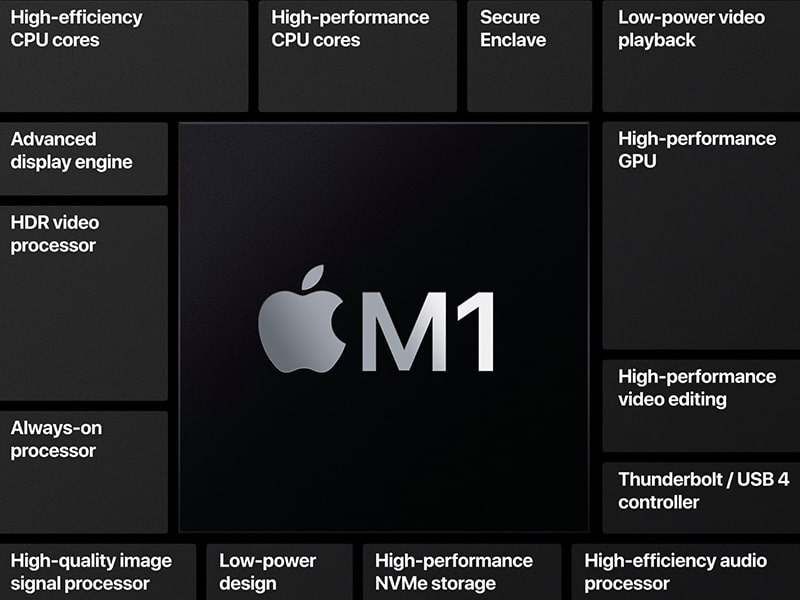 High-efficiency
CPU cores
High-performance
CPU cores
Secure
Enclave
Low-power video
playback
Advanced
display engine
High-performance
GPU
HDR video
processor
M1
High-performance
video editing
Always-on
processor
Thunderbolt / USB 4
controller
High-quality image
signal processor
Low-power
design
High-performance
NVMe storage
High-efficiency audio
processor